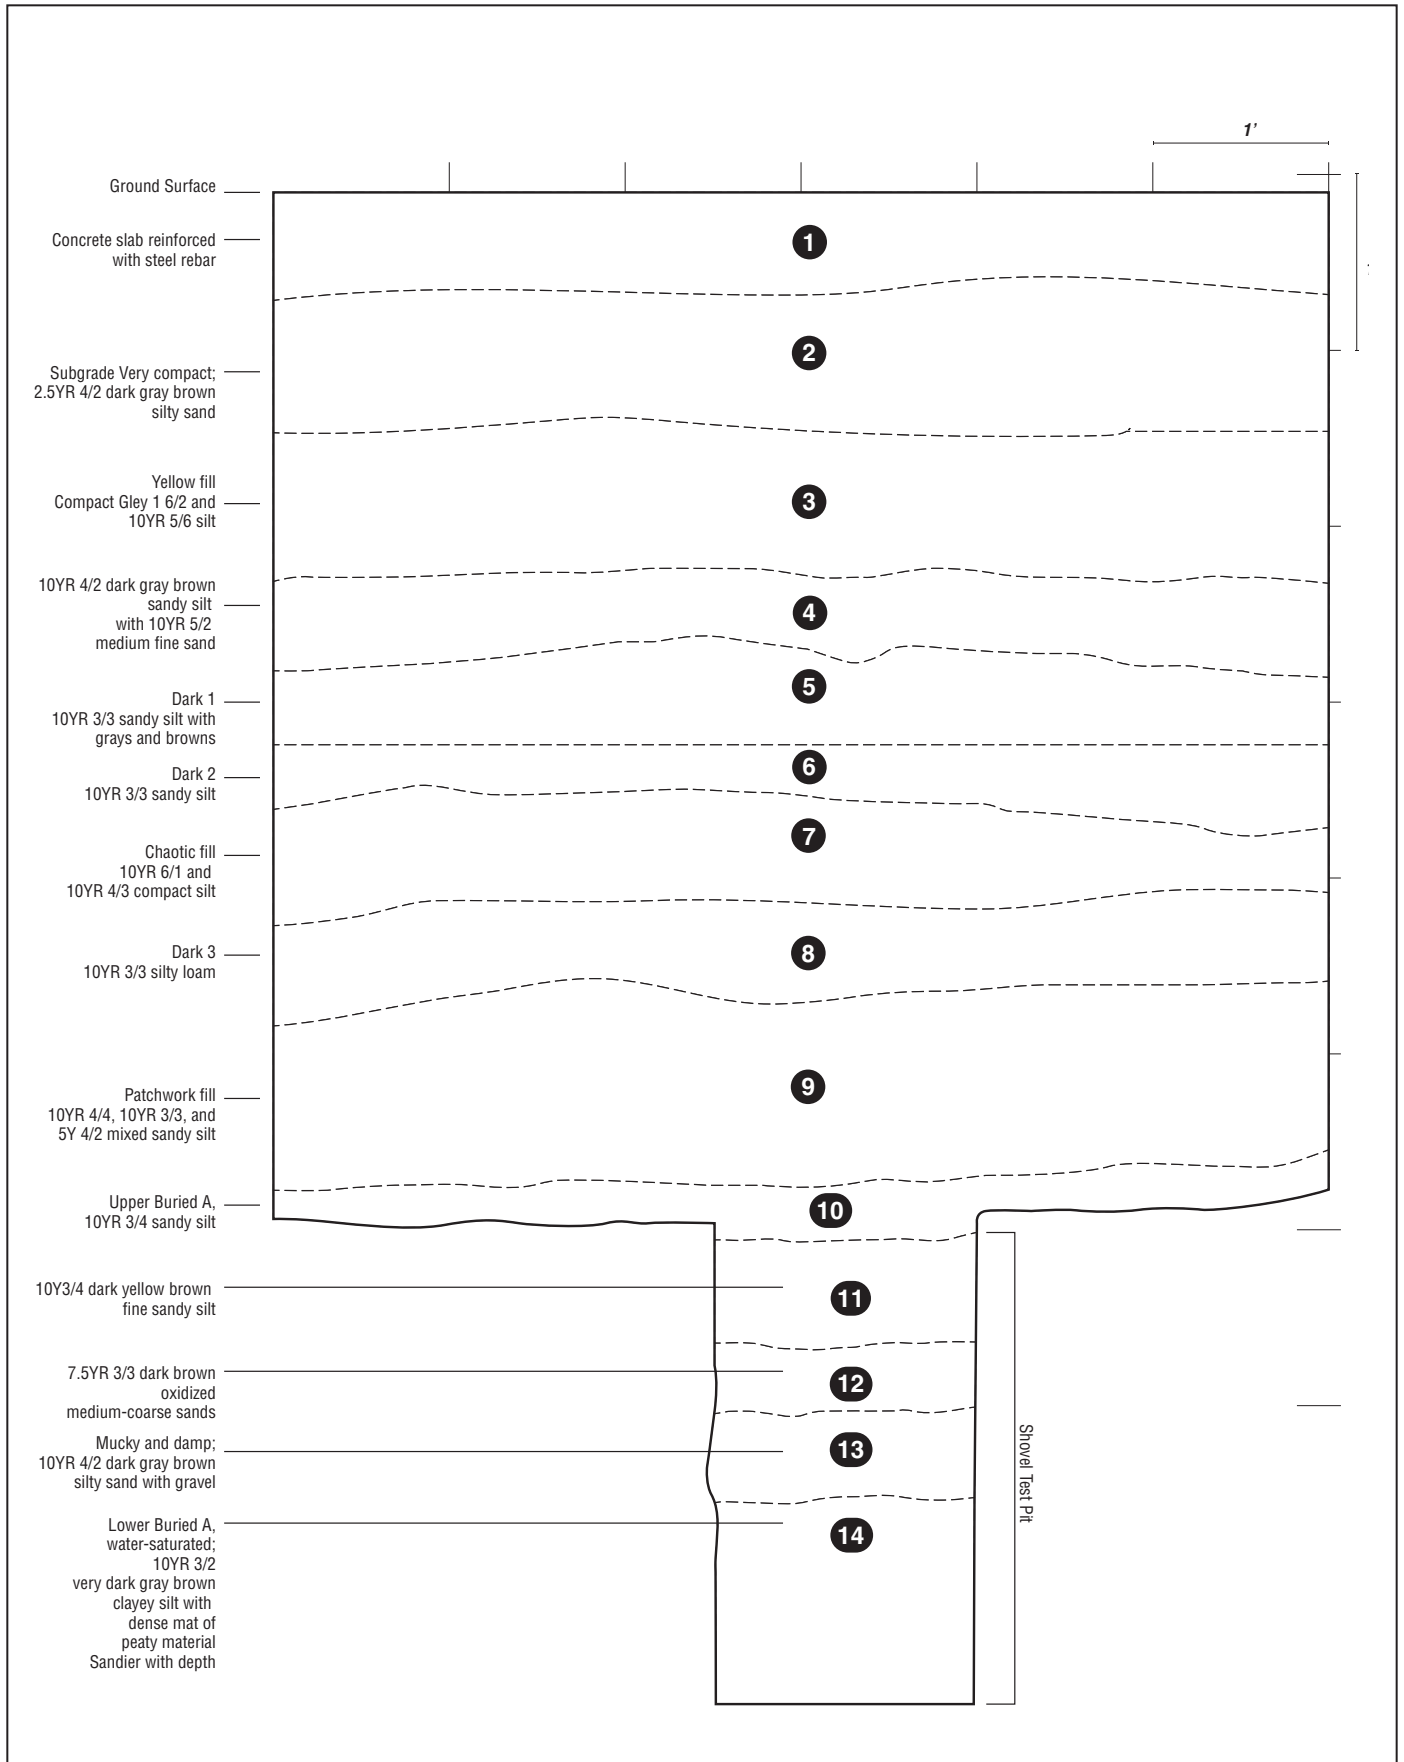 1’
Ground Surface
Concrete slab reinforced
with steel rebar
1
2
Subgrade Very compact;
2.5YR 4/2 dark gray brown
silty sand
Yellow fill
Compact Gley 1 6/2 and
10YR 5/6 silt
3
10YR 4/2 dark gray brown
sandy silt
with 10YR 5/2
medium fine sand
4
5
Dark 1
10YR 3/3 sandy silt with
grays and browns
6
Dark 2
10YR 3/3 sandy silt
7
Chaotic fill
10YR 6/1 and
10YR 4/3 compact silt
8
Dark 3
10YR 3/3 silty loam
9
Patchwork fill
10YR 4/4, 10YR 3/3, and
5Y 4/2 mixed sandy silt
Upper Buried A,
10YR 3/4 sandy silt
10
10Y3/4 dark yellow brown
fine sandy silt
11
7.5YR 3/3 dark brown
oxidized
medium-coarse sands
12
Mucky and damp;
10YR 4/2 dark gray brown
silty sand with gravel
13
Shovel Test Pit
Lower Buried A,
water-saturated;
10YR 3/2
very dark gray brown
clayey silt with
dense mat of
peaty material
Sandier with depth
14